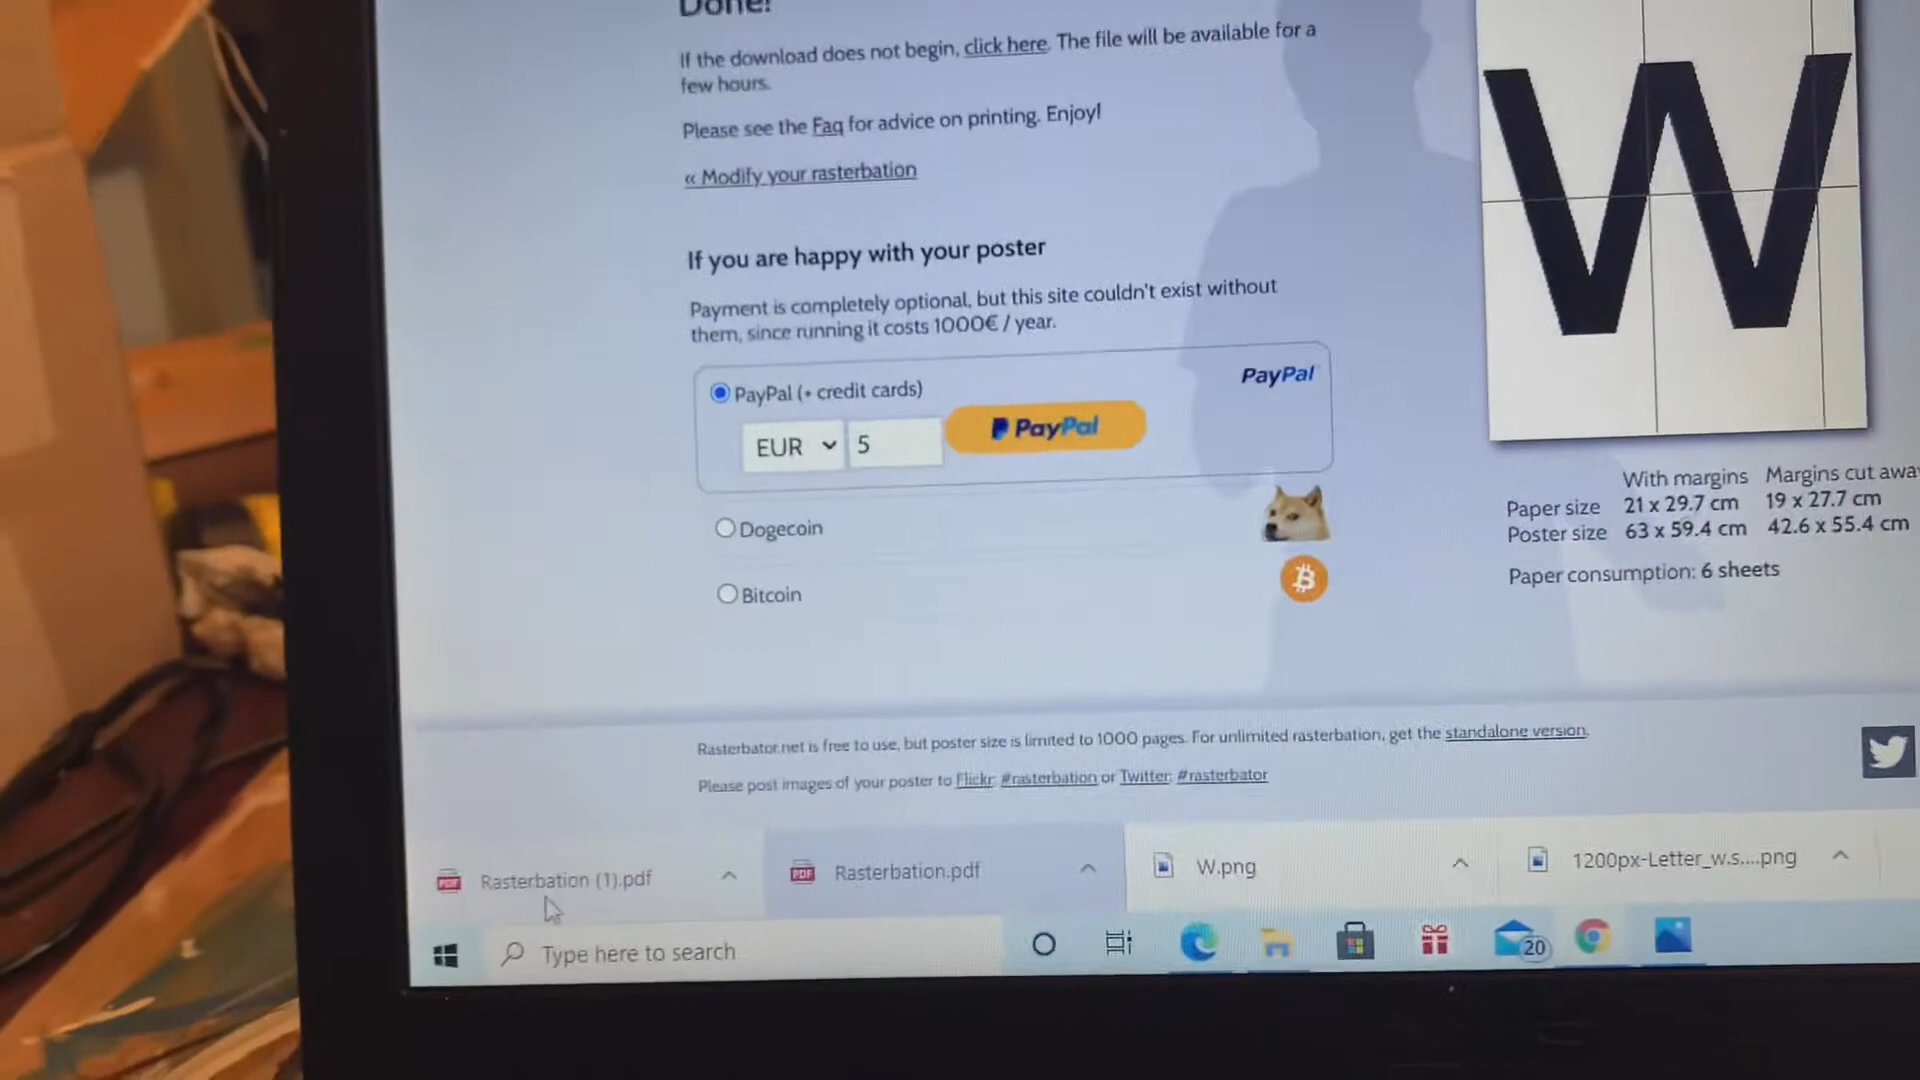 Done!
If the download does not begin, click here. The file will be available for a
few hours.
Please see the Faq for advice on printing. Enjoy!
« Modify your rasterbation
If you are happy with your poster
Payment is completely optional, but this site couldn't exist without
them, since running it costs 1000€ / year.
PayPal (+ credit cards)
PayPal
EUR
5
PayPal
Dogecoin
Bitcoin
W
With margins Margins cut awa
Paper size 21 x 29.7 cm 19 x 27.7 cm
Poster size 63 x 59.4 cm 42.6 x 55.4 cm
Paper consumption: 6 sheets
Rasterbator.net is free to use, but poster size is limited to 1000 pages. For unlimited rasterbation, get the standalone version.
Please post images of your poster to Flickr: #rasterbation or Twitter: #rasterbator
PDF Rasterbation (1).pdf
PDF Rasterbation.pdf
W.png
1200px-Letter_w.s....png
Type here to search
20